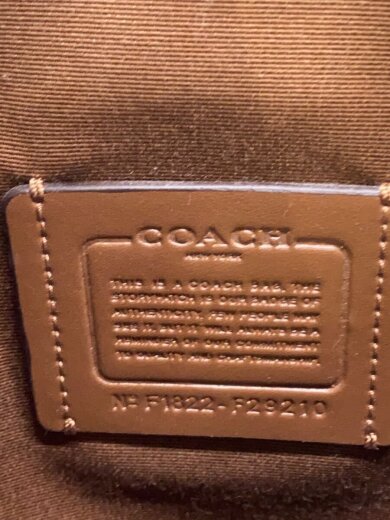 COACH
NEW YORK
THIS IS A COACH BAG. THE
STORYPATCH IS OUR BADGE OF
AUTHENTICITY. FEW PEOPLE MAY
SEE IT, BUT IT WILL ALWAYS BE A
REMINDER OF OUR COMMITMENT
TO QUALITY AND CRAFTSMANSHIP.
Nº F1822-F29210